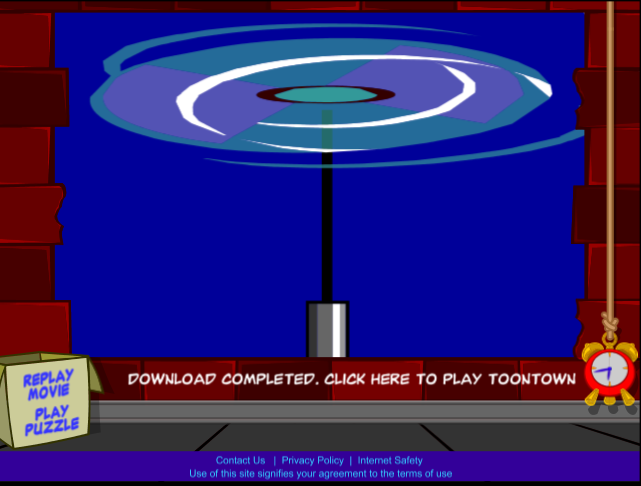 DOWNLOAD COMPLETED. CLICK HERE TO PLAY TOONTOWN
REPLAY
MOVIE
PLAY
PUZZLE
Contact Us | Privacy Policy | Internet Safety
Use of this site signifies your agreement to the terms of use